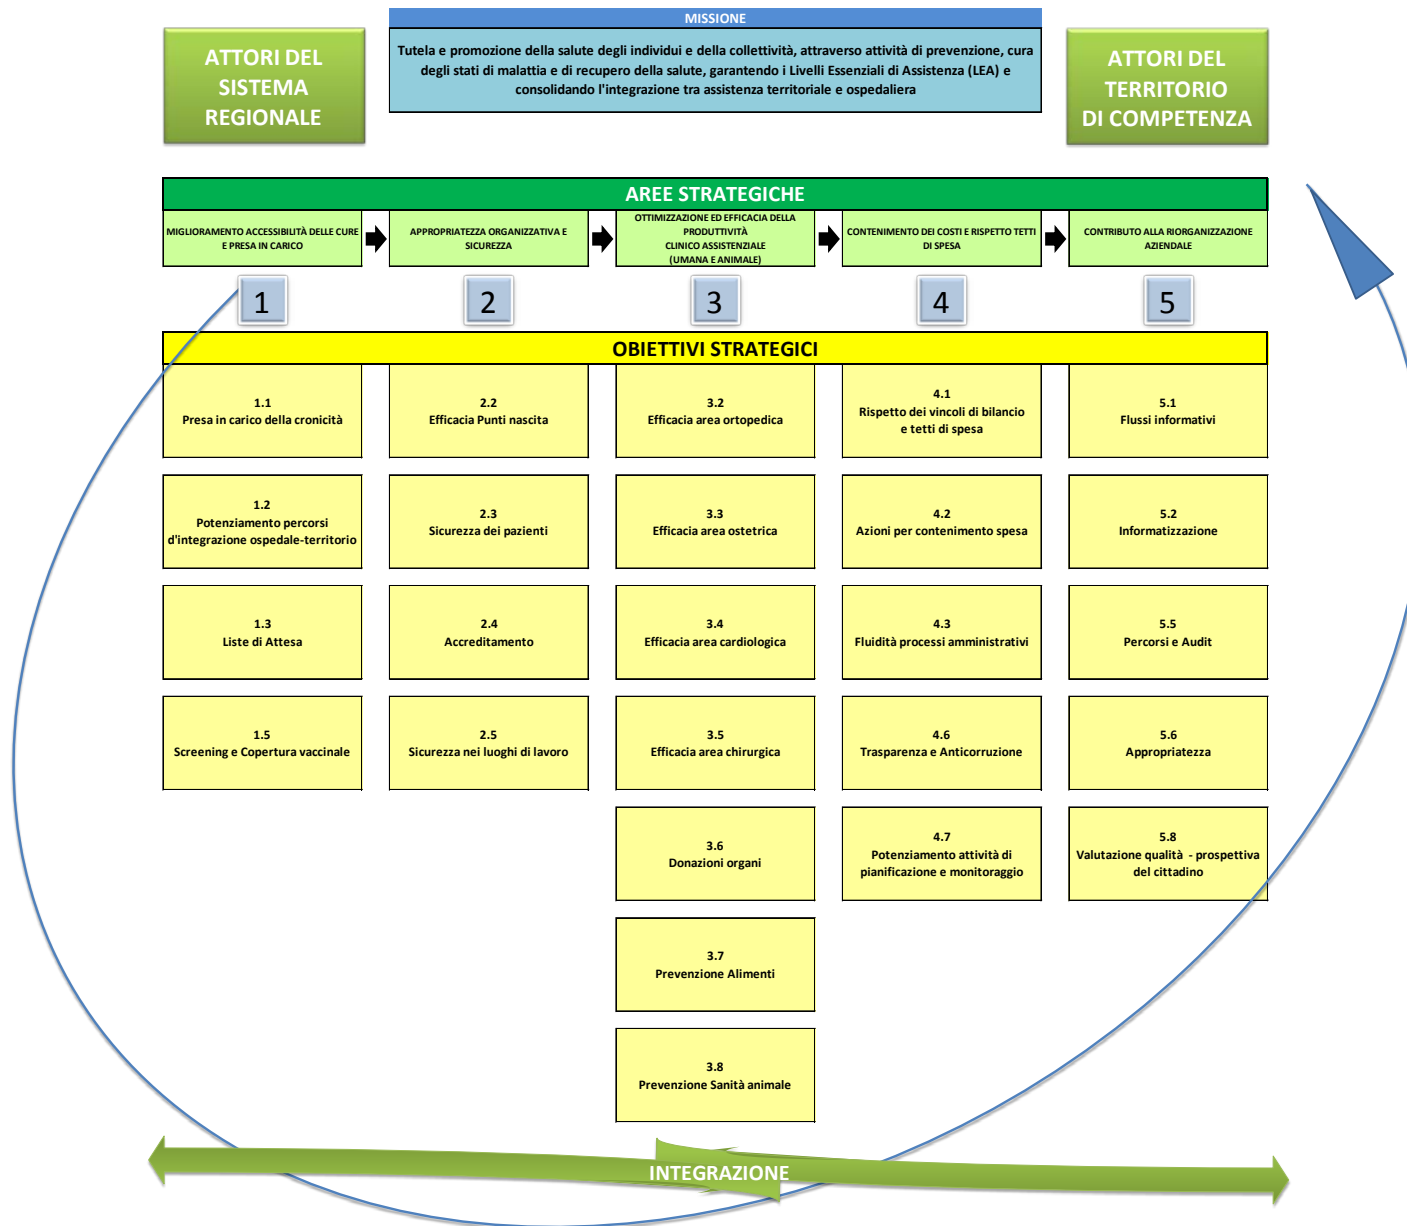 MISSIONE
ATTORI DEL
SISTEMA
REGIONALE
Tutela e promozione della salute degli individui e della collettività, attraverso attività di prevenzione, cura
degli stati di malattia e di recupero della salute, garantendo i Livelli Essenziali di Assistenza (LEA) e
consolidando l'integrazione tra assistenza territoriale e ospedaliera
ATTORI DEL
TERRITORIO
DI COMPETENZA
AREE STRATEGICHE
MIGLIORAMENTO ACCESSIBILITÀ DELLE CURE
E PRESA IN CARICO
APPROPRIATEZZA ORGANIZZATIVA E
SICUREZZA
OTTIMIZZAZIONE ED EFFICACIA DELLA
PRODUTTIVITÀ
CLINICO ASSISTENZIALE
(UMANA E ANIMALE)
CONTENIMENTO DEI COSTI E RISPETTO TETTI
DI SPESA
CONTRIBUTO ALLA RIORGANIZZAZIONE
AZIENDALE
1
2
3
4
5
OBIETTIVI STRATEGICI
1.1
Presa in carico della cronicità
2.2
Efficacia Punti nascita
3.2
Efficacia area ortopedica
4.1
Rispetto dei vincoli di bilancio
e tetti di spesa
5.1
Flussi informativi
1.2
Potenziamento percorsi
d'integrazione ospedale-territorio
2.3
Sicurezza dei pazienti
3.3
Efficacia area ostetrica
4.2
Azioni per contenimento spesa
5.2
Informatizzazione
1.3
Liste di Attesa
2.4
Accreditamento
3.4
Efficacia area cardiologica
4.3
Fluidità processi amministrativi
5.5
Percorsi e Audit
1.5
Screening e Copertura vaccinale
2.5
Sicurezza nei luoghi di lavoro
3.5
Efficacia area chirurgica
4.6
Trasparenza e Anticorruzione
5.6
Appropriatezza
3.6
Donazioni organi
4.7
Potenziamento attività di
pianificazione e monitoraggio
5.8
Valutazione qualità - prospettiva
del cittadino
3.7
Prevenzione Alimenti
3.8
Prevenzione Sanità animale
INTEGRAZIONE